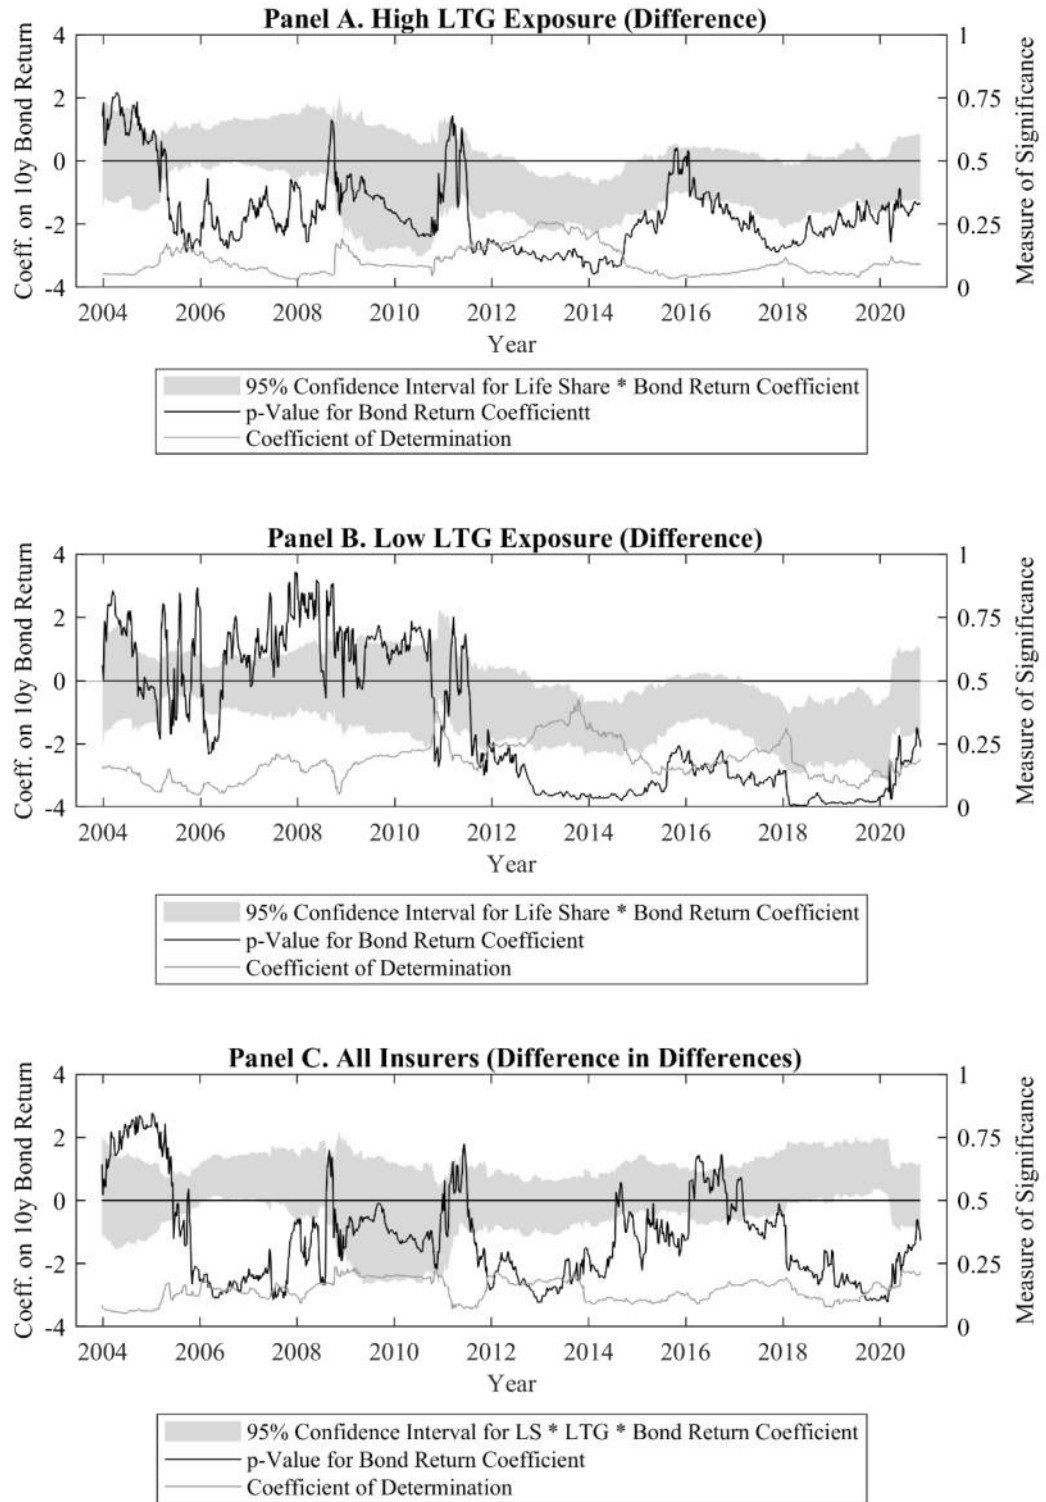 Panel A. High LTG Exposure (Difference)
Coeff. on 10y Bond Return
4
2
0
-2
-4
1
0.75
0.5
0.25
0
Measure of Significance
2004 2006 2008 2010 2012 2014 2016 2018 2020
Year
95% Confidence Interval for Life Share * Bond Return Coefficient
p-Value for Bond Return Coefficientt
Coefficient of Determination
Panel B. Low LTG Exposure (Difference)
Coeff. on 10y Bond Return
4
2
0
-2
-4
1
0.75
0.5
0.25
0
Measure of Significance
2004 2006 2008 2010 2012 2014 2016 2018 2020
Year
95% Confidence Interval for Life Share * Bond Return Coefficient
p-Value for Bond Return Coefficient
Coefficient of Determination
Panel C. All Insurers (Difference in Differences)
Coeff. on 10y Bond Return
4
2
0
-2
-4
1
0.75
0.5
0.25
0
Measure of Significance
2004 2006 2008 2010 2012 2014 2016 2018 2020
Year
95% Confidence Interval for LS * LTG * Bond Return Coefficient
p-Value for Bond Return Coefficient
Coefficient of Determination